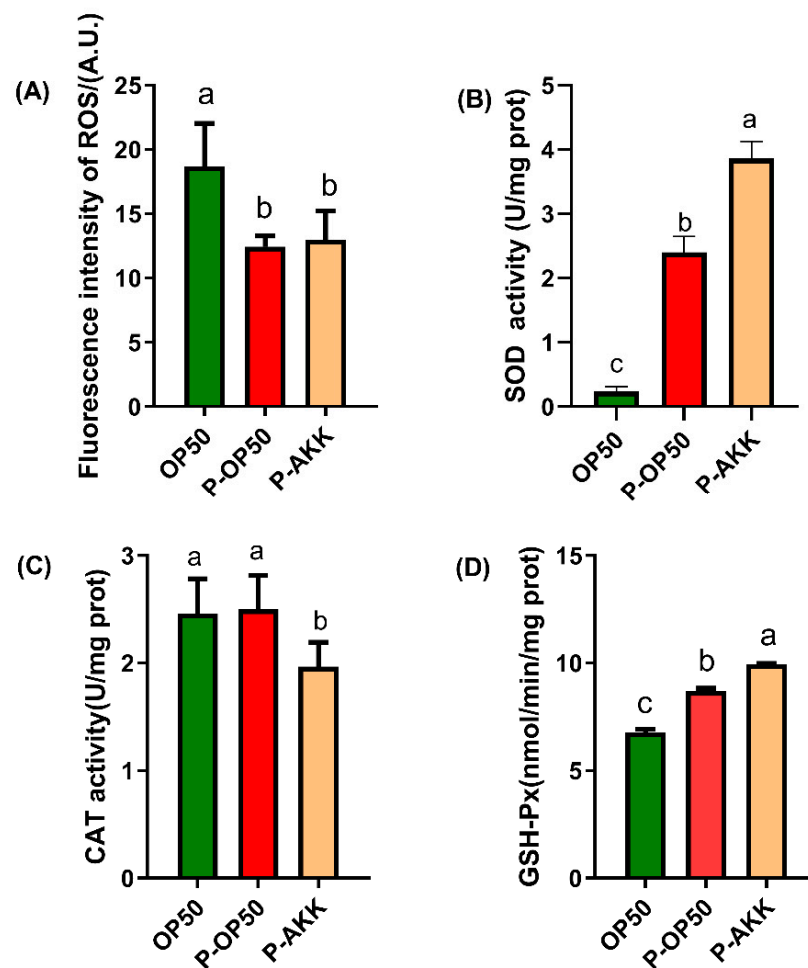 (A)
Fluorescence intensity of ROS/(A.U.)
25
20
15
10
5
0
a
b
b
OP50
P-OP50
P-AKK
(B)
SOD activity (U/mg prot)
5
4
3
2
1
0
c
b
a
OP50
P-OP50
P-AKK
(C)
CAT activity(U/mg prot)
3
2
1
0
a
a
b
OP50
P-OP50
P-AKK
(D)
GSH-Px(nmol/min/mg prot)
15
10
5
0
c
b
a
OP50
P-OP50
P-AKK